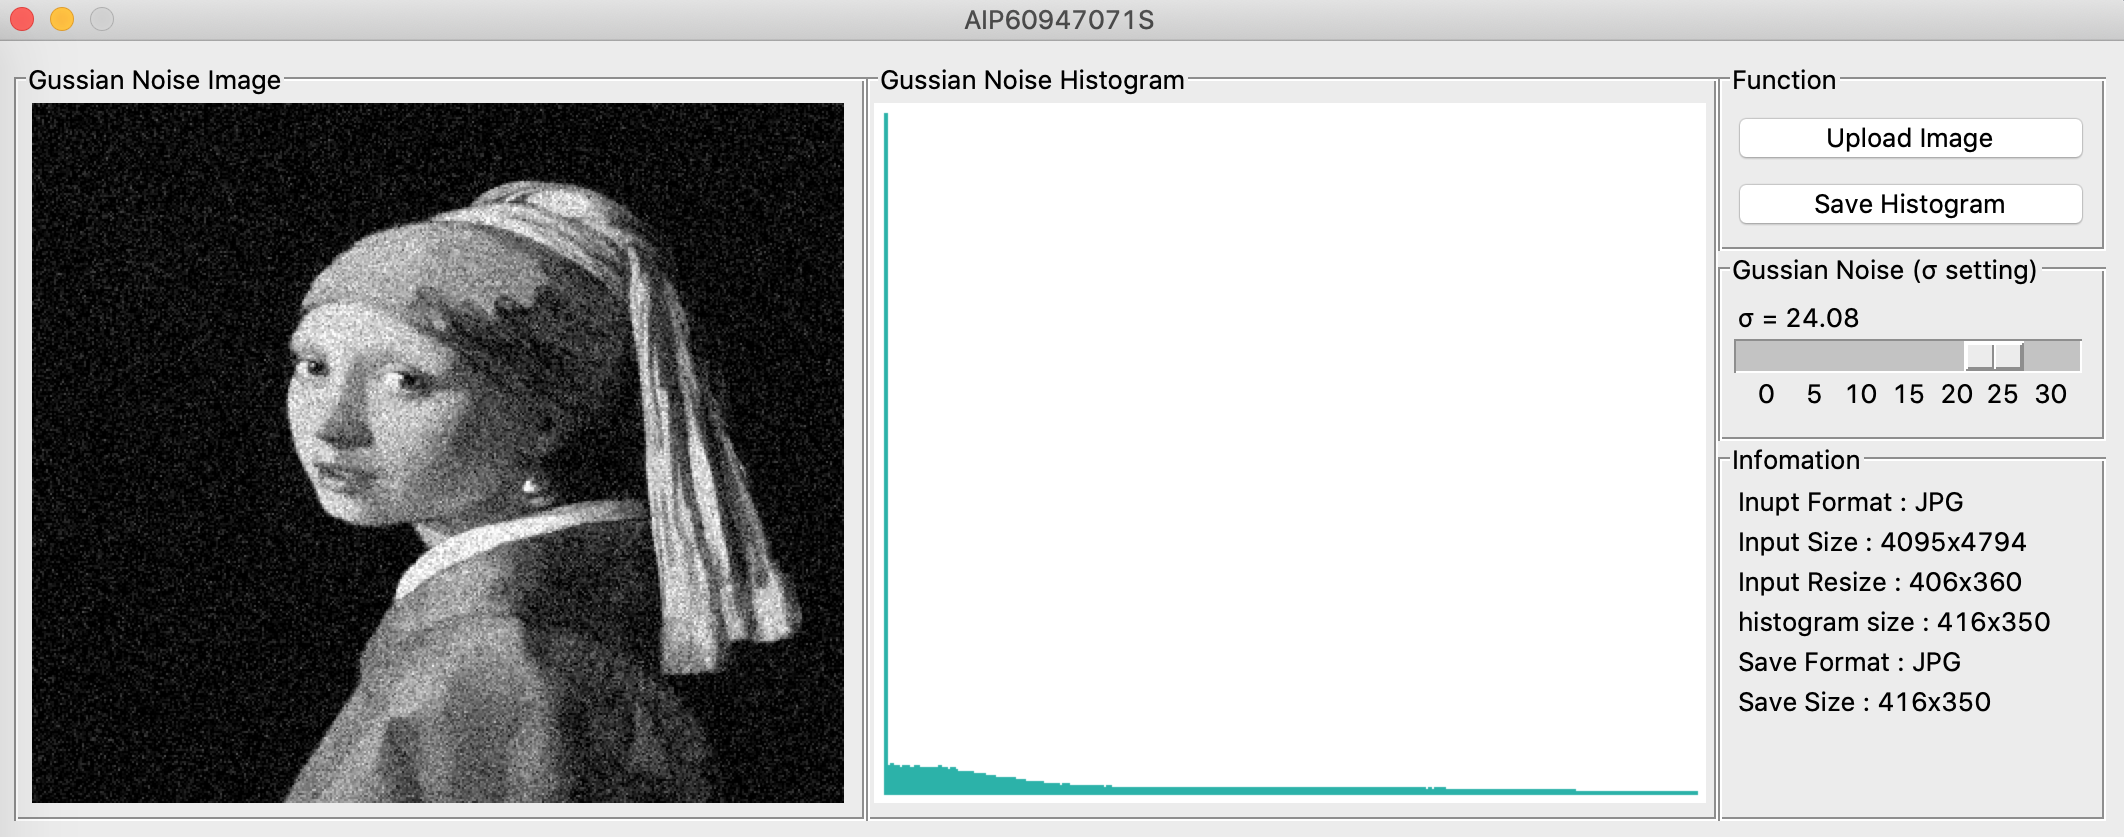 AIP60947071S
Gussian Noise Image
Gussian Noise Histogram
Function
Upload Image
Save Histogram
Gussian Noise (σ setting)
σ = 24.08
0 5 10 15 20 25 30
Infomation
Inupt Format : JPG
Input Size : 4095x4794
Input Resize : 406x360
histogram size : 416x350
Save Format : JPG
Save Size : 416x350